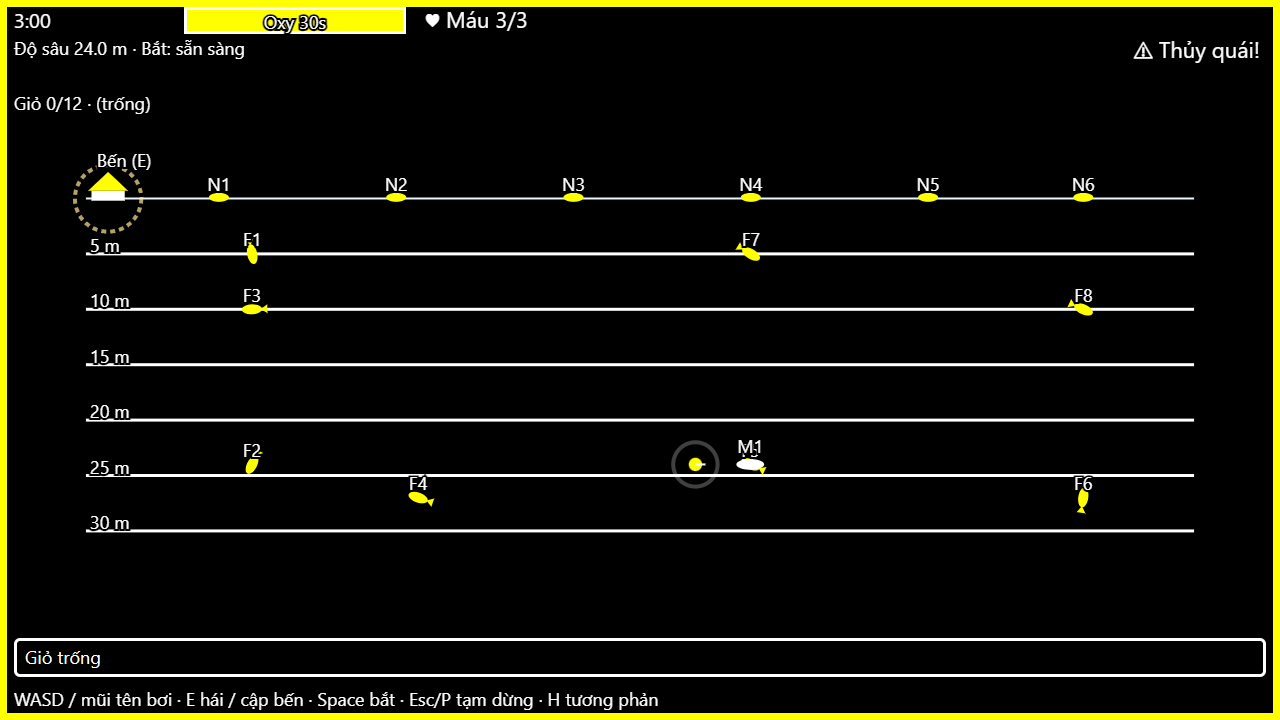 3:00
Oxy 30s
♥ Máu 3/3
Độ sâu 24.0 m · Bắt: sẵn sàng
⚠ Thủy quái!
Giỏ 0/12 · (trống)
Bến (E)
N1
N2
N3
N4
N5
N6
F1
F7
5 m
F3
F8
10 m
15 m
20 m
M1
F2
25 m
F4
F6
30 m
Giỏ trống
WASD / mũi tên bơi · E hái / cập bến · Space bắt · Esc/P tạm dừng · H tương phản